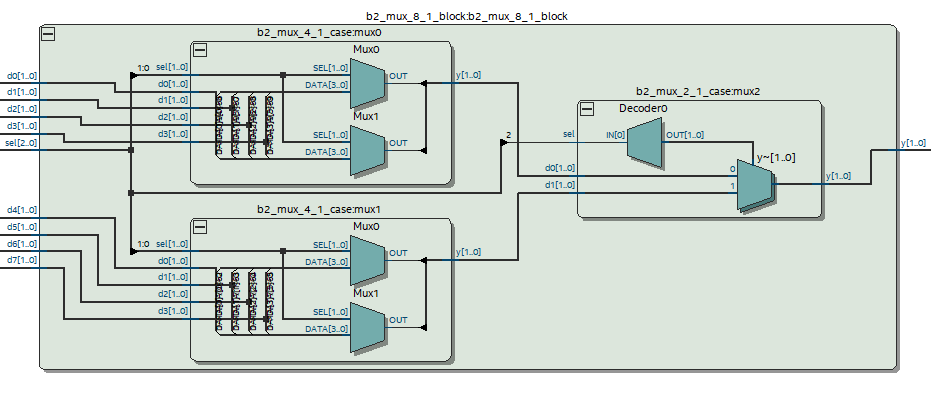 b2_mux_8_1_block:b2_mux_8_1_block
b2_mux_4_1_case:mux0
Mux0
1:0 sel[1..0] SEL[1..0] OUT y[1..0]
d0[1..0] d0[1..0] DATA[3..0]
d1[1..0] d1[1..0]
d2[1..0] d2[1..0] Mux1
d3[1..0] d3[1..0] SEL[1..0] OUT
sel[2..0] DATA[3..0]
b2_mux_2_1_case:mux2
Decoder0
2 sel IN[0] OUT[1..0]
y~[1..0]
d0[1..0] 0
d1[1..0] 1
y[1..0] y[1..0]
b2_mux_4_1_case:mux1
Mux0
d4[1..0] 1:0 sel[1..0] SEL[1..0] OUT y[1..0]
d5[1..0] d0[1..0] DATA[3..0]
d6[1..0] d1[1..0]
d7[1..0] d2[1..0] Mux1
d3[1..0] SEL[1..0] OUT
DATA[3..0]